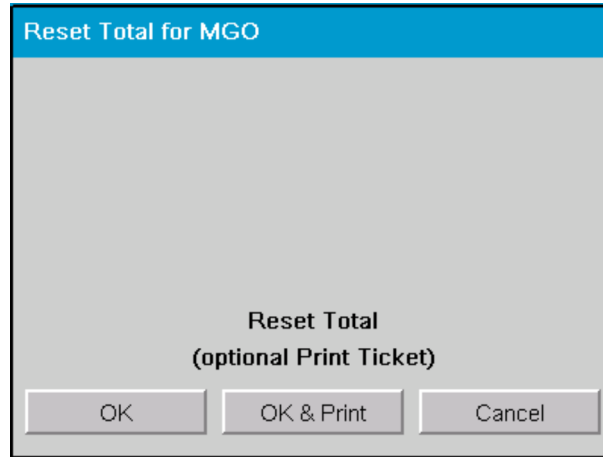 Reset Total for MGO
Reset Total
(optional Print Ticket)
OK
OK & Print
Cancel